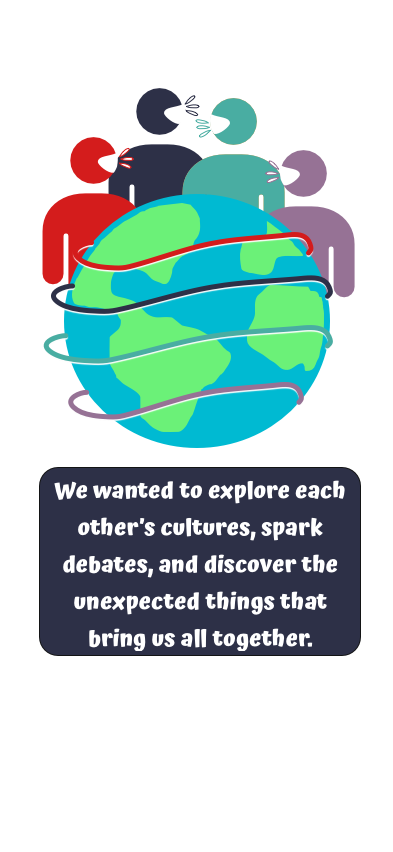 We wanted to explore each
other's cultures, spark
debates, and discover the
unexpected things that
bring us all together.